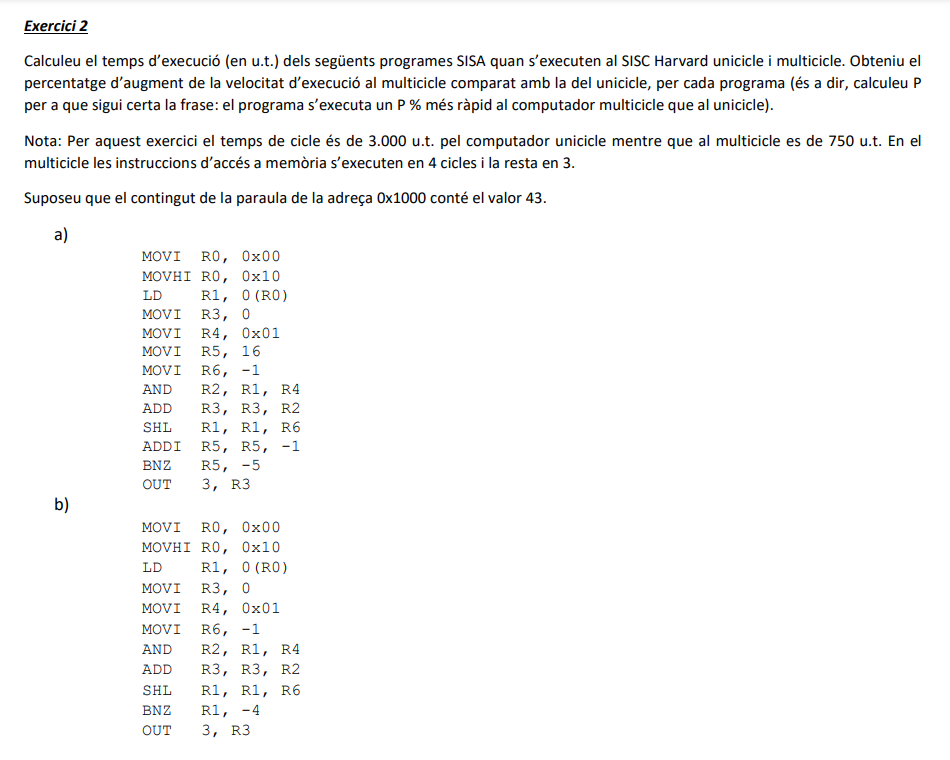 Exercici 2
Calculeu el temps d’execució (en u.t.) dels següents programes SISA quan s’executen al SISC Harvard unicicle i multicicle. Obteniu el
percentatge d’augment de la velocitat d’execució al multicicle comparat amb la del unicicle, per cada programa (és a dir, calculeu P
per a que sigui certa la frase: el programa s’executa un P % més ràpid al computador multicicle que al unicicle).
Nota: Per aquest exercici el temps de cicle és de 3.000 u.t. pel computador unicicle mentre que al multicicle es de 750 u.t. En el
multicicle les instruccions d’accés a memòria s’executen en 4 cicles i la resta en 3.
Suposeu que el contingut de la paraula de la adreça 0x1000 conté el valor 43.
a)
MOVI R0, 0x00
MOVHI R0, 0x10
LD R1, 0(R0)
MOVI R3, 0
MOVI R4, 0x01
MOVI R5, 16
MOVI R6, -1
AND R2, R1, R4
ADD R3, R3, R2
SHL R1, R1, R6
ADDI R5, R5, -1
BNZ R5, -5
OUT 3, R3
b)
MOVI R0, 0x00
MOVHI R0, 0x10
LD R1, 0(R0)
MOVI R3, 0
MOVI R4, 0x01
MOVI R6, -1
AND R2, R1, R4
ADD R3, R3, R2
SHL R1, R1, R6
BNZ R1, -4
OUT 3, R3